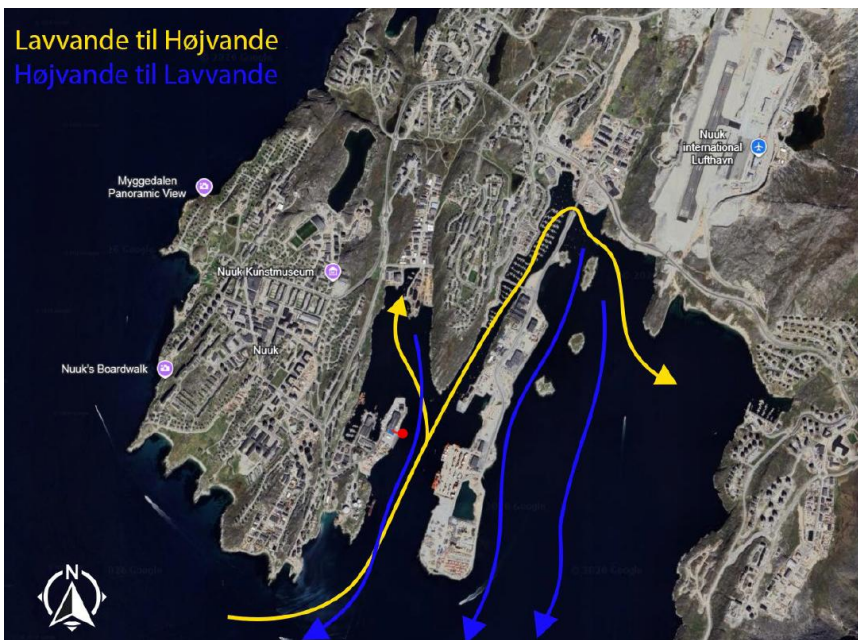 Lavvande til Højvande
Højvande til Lavvande
Nuuk
international
Lufthavn
Myggedalen
Panoramic View
Nuuk Kunstmuseum
Nuuk
Nuuk's Boardwalk
N